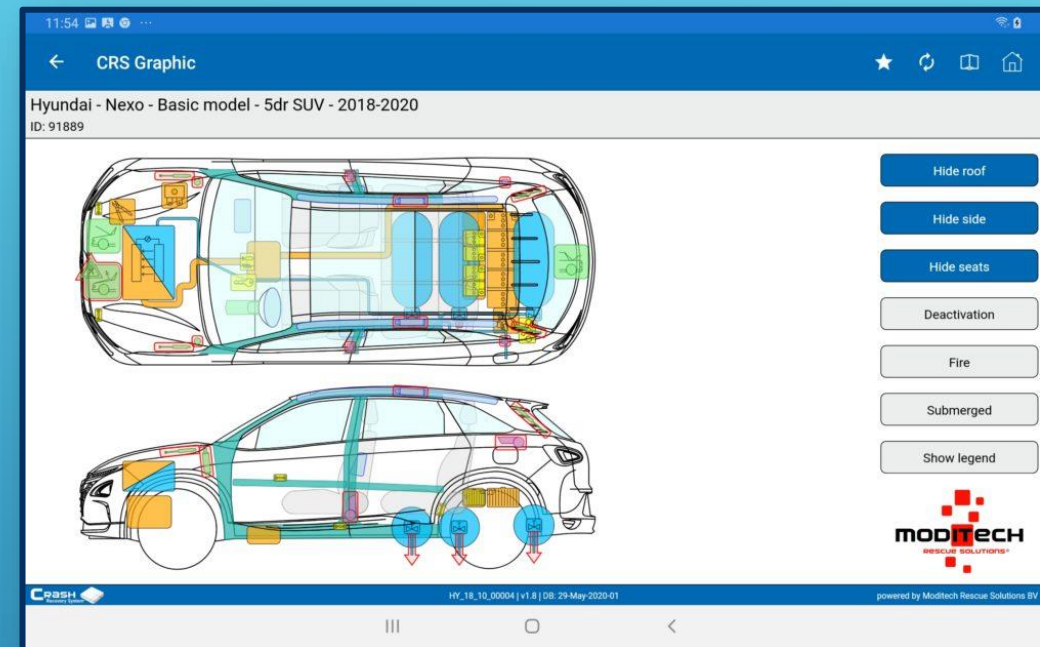 11:54
CRS Graphic
Hyundai - Nexo - Basic model - 5dr SUV - 2018-2020
ID: 91889
Hide roof
Hide side
Hide seats
Deactivation
Fire
Submerged
Show legend
MODITECH
RESCUE SOLUTIONS
CRASH
Recovery System
HY_18_10_00004 | v1.8 | DB: 29-May-2020-01
powered by Moditech Rescue Solutions BV